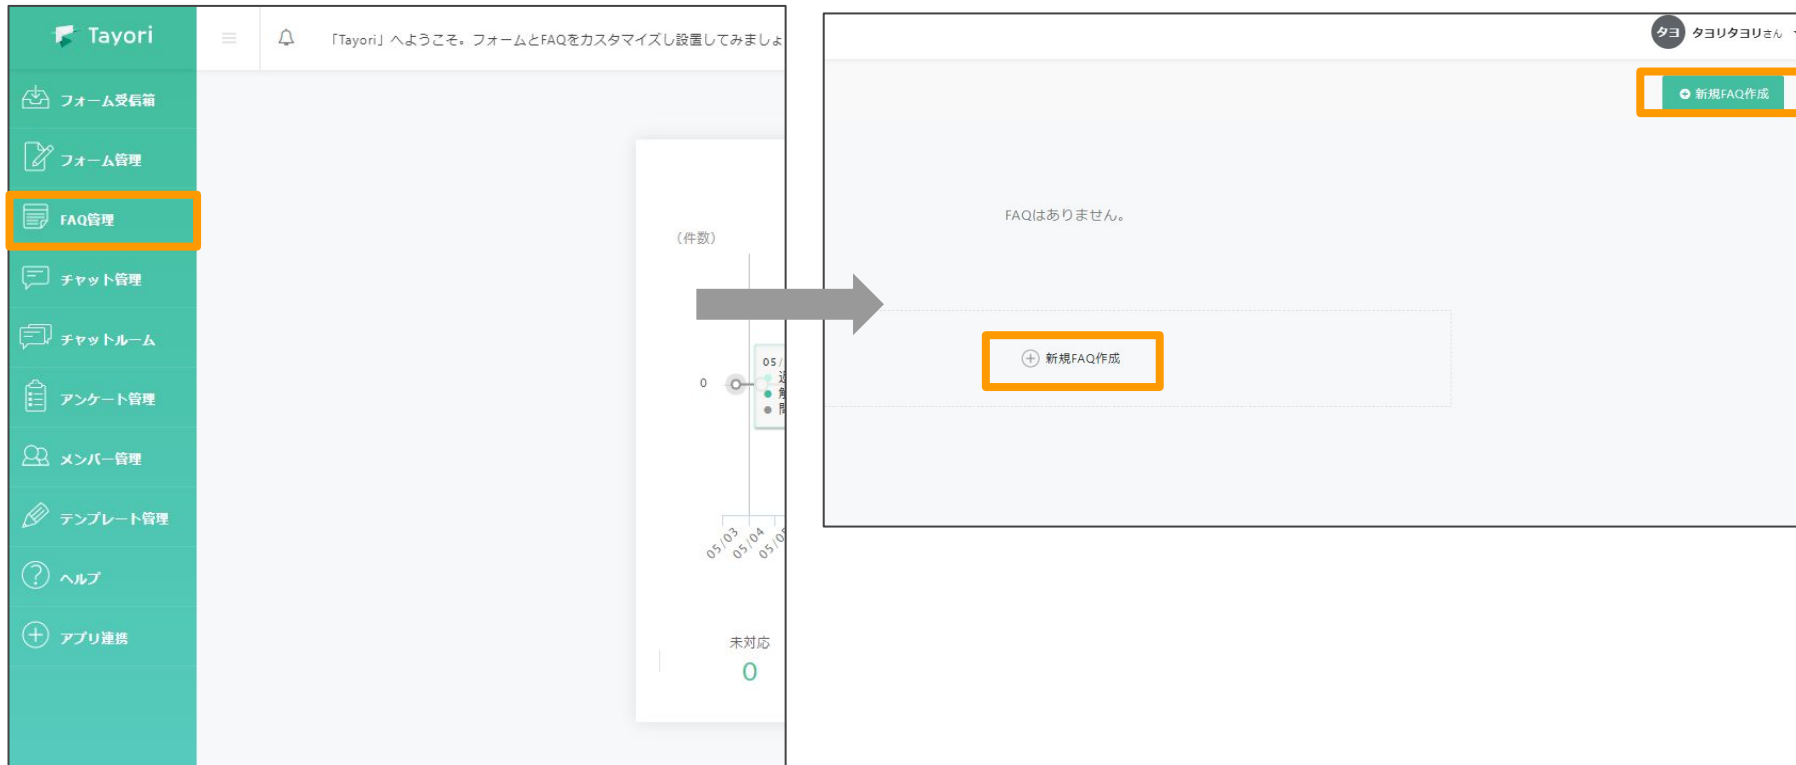 Tayori
「Tayori」へようこそ。フォームとFAQをカスタマイズし設置してみましょ
フォーム受信箱
フォーム管理
FAQ管理
チャット管理
チャットルーム
アンケート管理
メンバー管理
テンプレート管理
ヘルプ
アプリ連携
（件数）
0
05/
05/03
05/04
未対応
0
タヨ タヨリタヨリさん
新規FAQ作成
FAQはありません。
新規FAQ作成